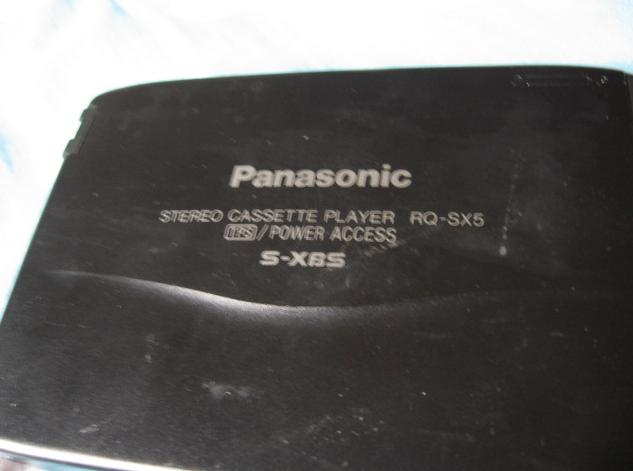 Panasonic
STEREO CASSETTE PLAYER RQ-SX5
/POWER ACCESS
S-XBS